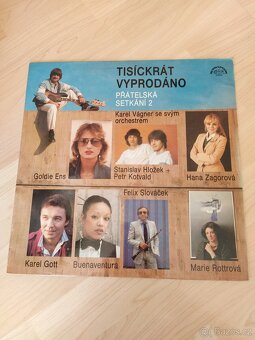 TISÍCKRÁT
VYPRODÁNO
PŘÁTELSKÁ
SETKÁNÍ 2
Karel Vágner se svým
orchestrem
Goldie Ens
Stanislav Hložek +
Petr Kotvald
Hana Zagorová
Felix Slováček
Karel Gott
Buenaventura
Marie Rottrová